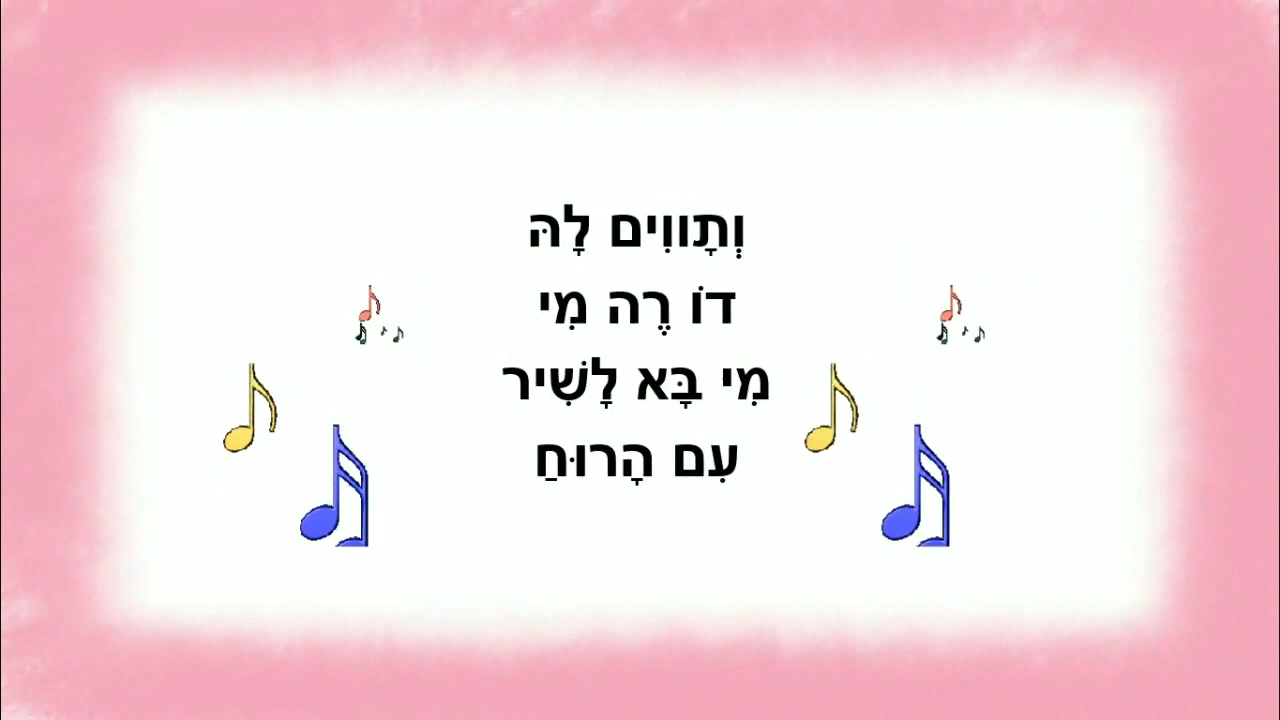 וְתָווִים לָהּ
דוֹ רֶה מִי
מִי בָּא לָשִׁיר
עִם הָרוּחַ